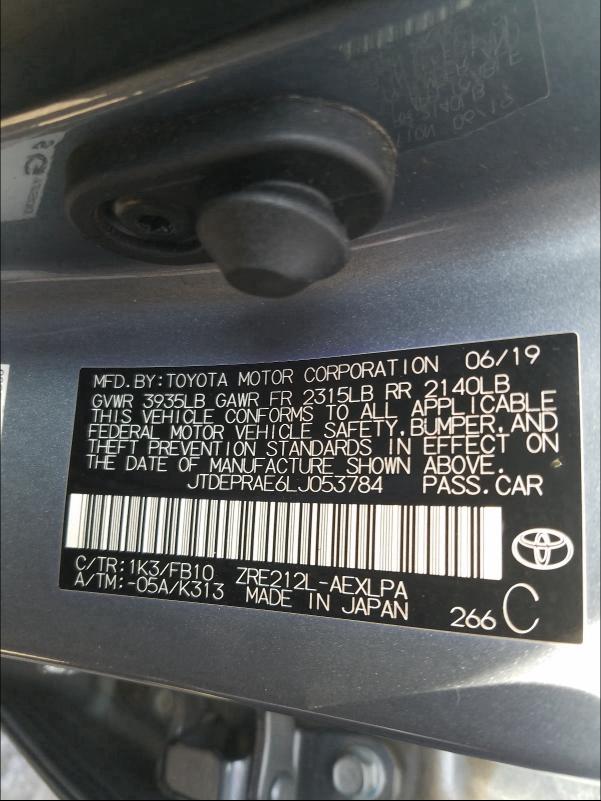 MFD. BY: TOYOTA MOTOR CORPORATION 06/19
GVWR 3935LB GAWR FR 2315LB RR 2140LB
THIS VEHICLE CONFORMS TO ALL APPLICABLE
FEDERAL MOTOR VEHICLE SAFETY, BUMPER, AND
THEFT PREVENTION STANDARDS IN EFFECT ON
THE DATE OF MANUFACTURE SHOWN ABOVE.
JTDEPRAE6LJ053784 PASS. CAR
C/TR: 1K3/FB10 ZRE212L-AEXLPA
A/TM: -05A/K313 MADE IN JAPAN
266 C